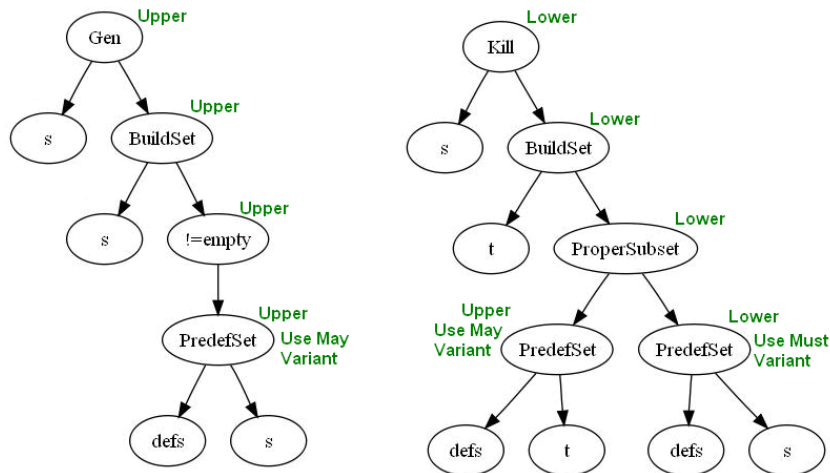 Upper
Gen
s
Upper
BuildSet
s
Upper
!=empty
Upper
PredefSet
Use May
Variant
defs
s
Lower
Kill
s
Lower
BuildSet
t
Lower
ProperSubset
Upper
Use May
Variant
PredefSet
Lower
PredefSet
Use Must
Variant
defs
t
defs
s